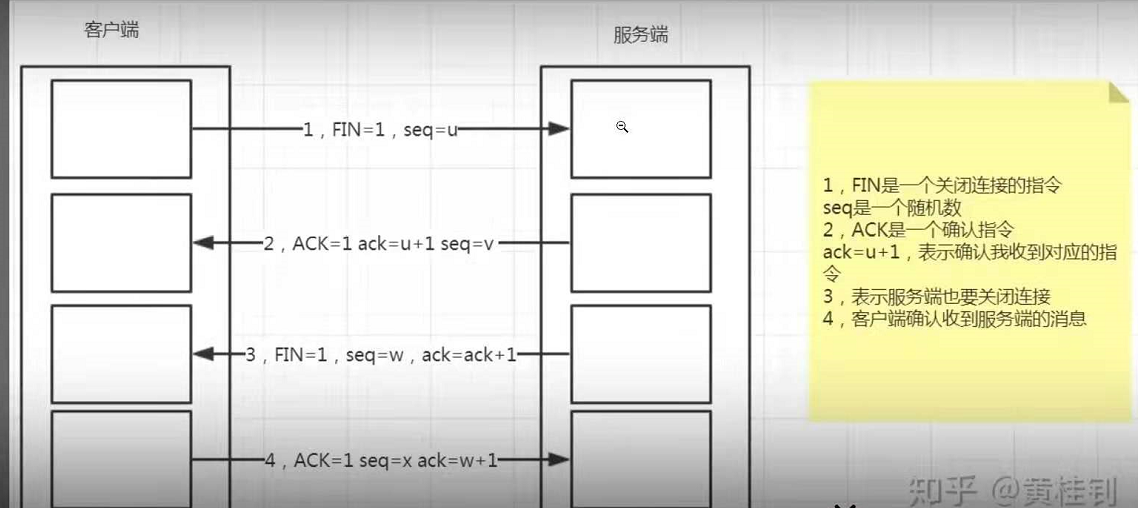 客户端
服务端
1，FIN=1，seq=u
2，ACK=1 ack=u+1 seq=v
3，FIN=1，seq=w，ack=ack+1
4，ACK=1 seq=x ack=w+1
1，FIN是一个关闭连接的指令
seq是一个随机数
2，ACK是一个确认指令
ack=u+1，表示确认我收到对应的指
令
3，表示服务端也要关闭连接
4，客户端确认收到服务端的消息
知乎 @黄桂钊